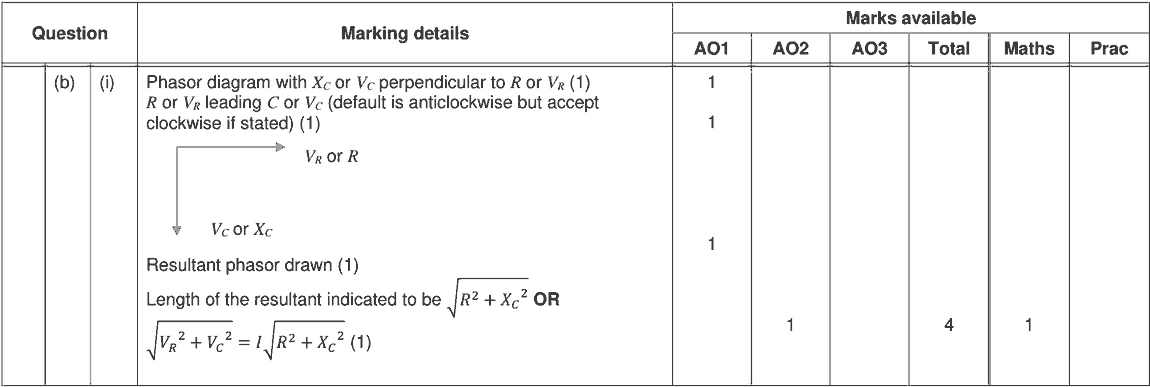 Question Marking details Marks available
AO1 AO2 AO3 Total Maths Prac
(b) (i) Phasor diagram with X_C or V_C perpendicular to R or V_R (1) 1
R or V_R leading C or V_C (default is anticlockwise but accept
clockwise if stated) (1) 1
V_R or R
V_C or X_C
1
Resultant phasor drawn (1)
Length of the resultant indicated to be √(R² + X_C²) OR
√(V_R² + V_C²) = I√(R² + X_C²) (1) 1 4 1